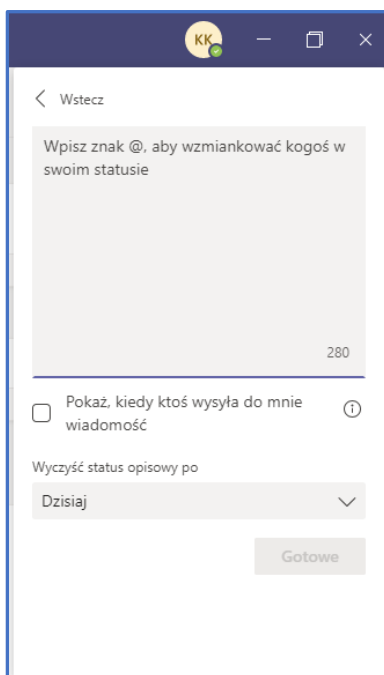 KK
Wstecz
Wpisz znak @, aby wzmiankować kogoś w
swoim statusie
280
Pokaż, kiedy ktoś wysyła do mnie
wiadomość
Wyczyść status opisowy po
Dzisiaj
Gotowe